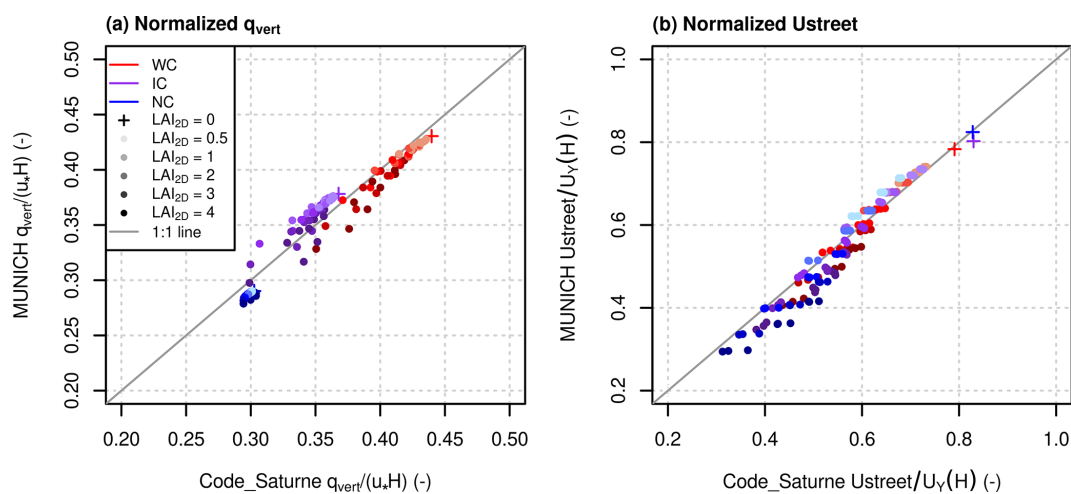 (a) Normalized q_vert
MUNICH q_vert/(u_*H) (-)
0.50
0.45
0.40
0.35
0.30
0.25
0.20
WC
IC
NC
LAI_2D = 0
LAI_2D = 0.5
LAI_2D = 1
LAI_2D = 2
LAI_2D = 3
LAI_2D = 4
1:1 line
0.20 0.25 0.30 0.35 0.40 0.45 0.50
Code_Saturne q_vert/(u_*H) (-)
(b) Normalized Ustreet
MUNICH Ustreet/U_Y(H) (-)
1.0
0.8
0.6
0.4
0.2
0.2 0.4 0.6 0.8 1.0
Code_Saturne Ustreet/U_Y(H) (-)